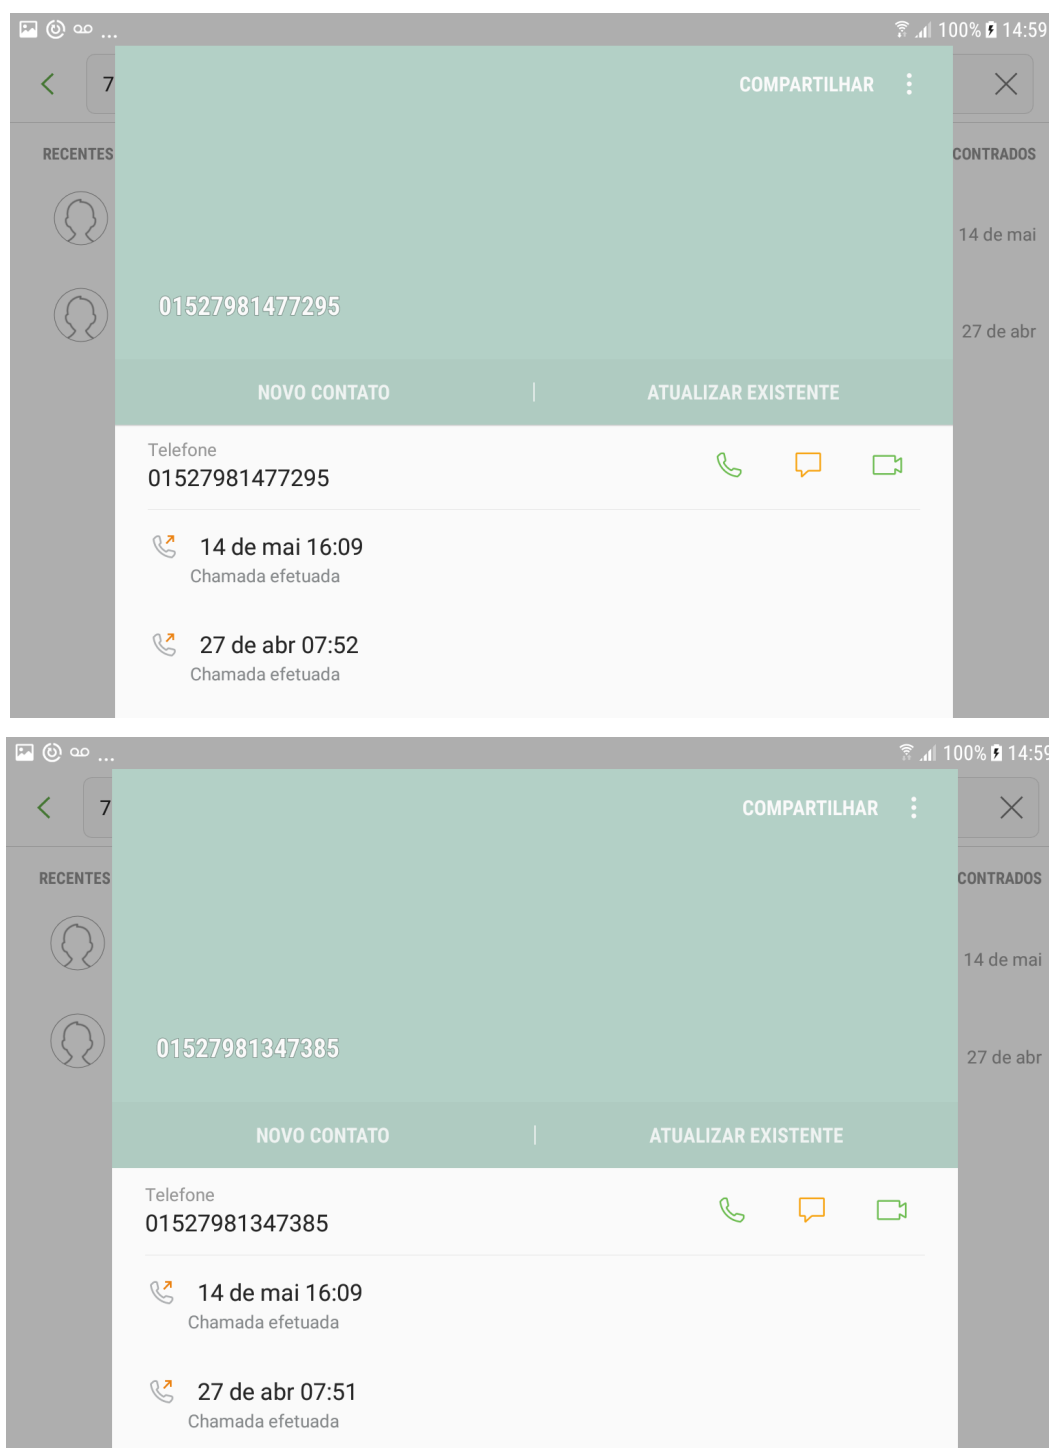 ... 100% 14:59
7 COMPARTILHAR
RECENTES CONTRADOS
14 de mai
01527981477295
27 de abr
NOVO CONTATO | ATUALIZAR EXISTENTE
Telefone
01527981477295
14 de mai 16:09
Chamada efetuada
27 de abr 07:52
Chamada efetuada
... 100% 14:59
7 COMPARTILHAR
RECENTES CONTRADOS
14 de mai
01527981347385
27 de abr
NOVO CONTATO | ATUALIZAR EXISTENTE
Telefone
01527981347385
14 de mai 16:09
Chamada efetuada
27 de abr 07:51
Chamada efetuada